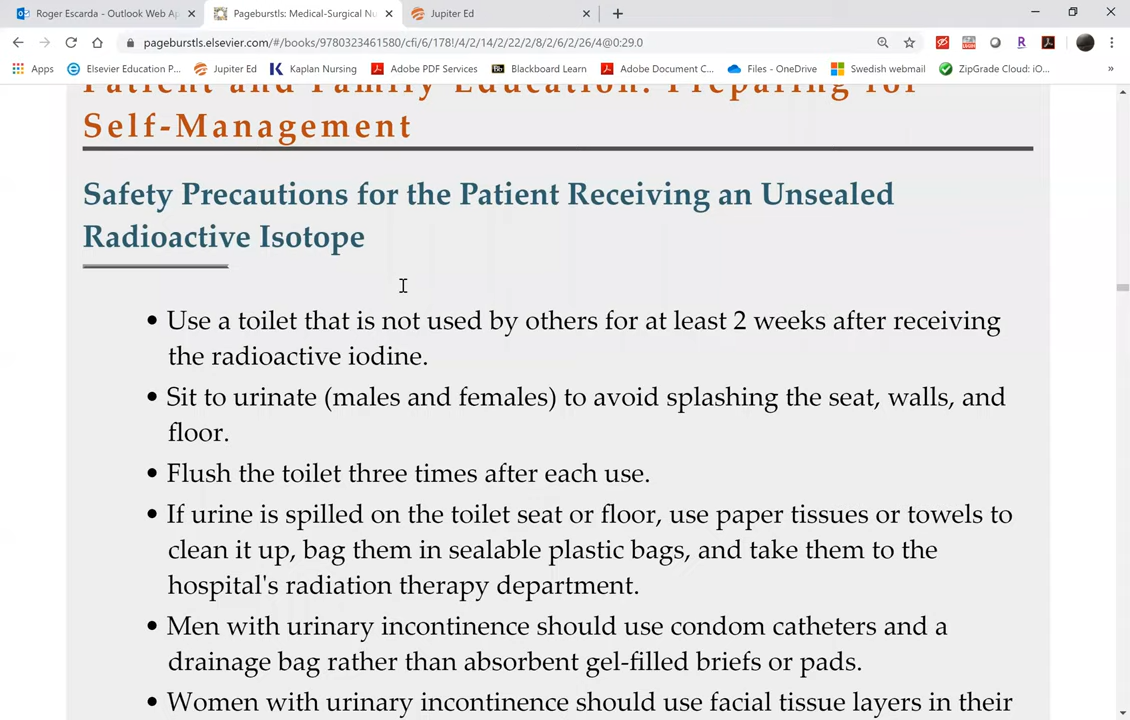 Roger Escarda - Outlook Web Ap
Pageburstls: Medical-Surgical Nu
Jupiter Ed
pageburstls.elsevier.com/#/books/9780323461580/cfi/6/178!/4/2/14/2/22/2/8/2/6/2/26/4@0:29.0
Apps
Elsevier Education P...
Jupiter Ed
Kaplan Nursing
Adobe PDF Services
Blackboard Learn
Adobe Document C...
Files - OneDrive
Swedish webmail
ZipGrade Cloud: iO...
»
Patient and Family Education: Preparing for
Self-Management
Safety Precautions for the Patient Receiving an Unsealed
Radioactive Isotope
• Use a toilet that is not used by others for at least 2 weeks after receiving
the radioactive iodine.
• Sit to urinate (males and females) to avoid splashing the seat, walls, and
floor.
• Flush the toilet three times after each use.
• If urine is spilled on the toilet seat or floor, use paper tissues or towels to
clean it up, bag them in sealable plastic bags, and take them to the
hospital's radiation therapy department.
• Men with urinary incontinence should use condom catheters and a
drainage bag rather than absorbent gel-filled briefs or pads.
• Women with urinary incontinence should use facial tissue layers in their